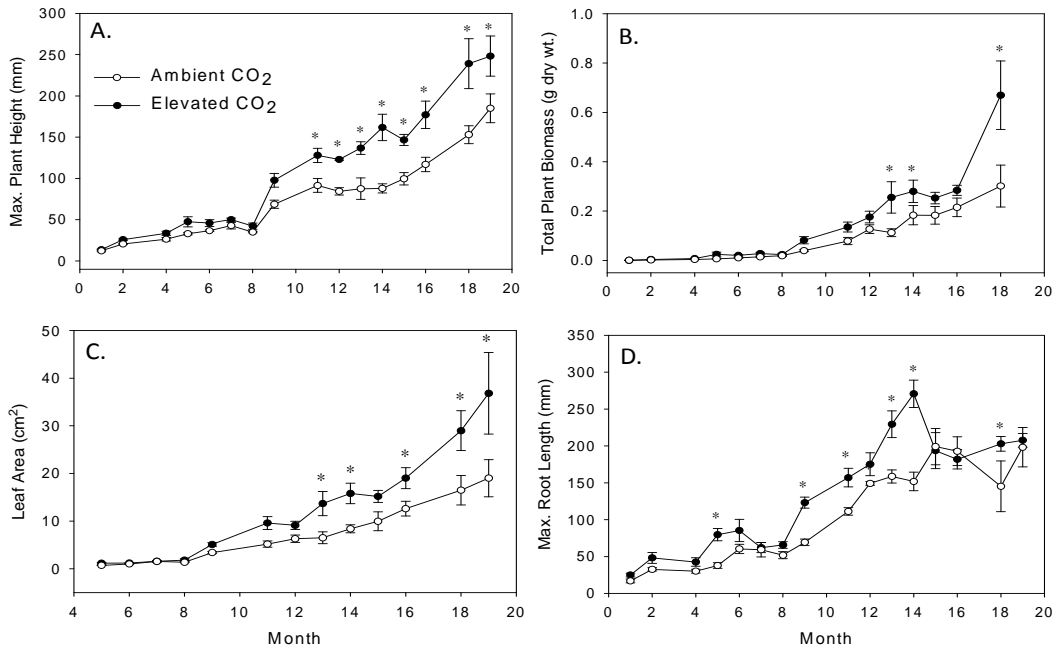 A.
Max. Plant Height (mm)
300
250
200
150
100
50
0
Ambient CO2
Elevated CO2
* * * * * * * *
0 2 4 6 8 10 12 14 16 18 20
B.
Total Plant Biomass (g dry wt.)
1.0
0.8
0.6
0.4
0.2
0.0
* * *
0 2 4 6 8 10 12 14 16 18 20
C.
Leaf Area (cm2)
50
40
30
20
10
0
* * * * *
4 6 8 10 12 14 16 18 20
Month
D.
Max. Root Length (mm)
350
300
250
200
150
100
50
0
* * * * * *
0 2 4 6 8 10 12 14 16 18 20
Month